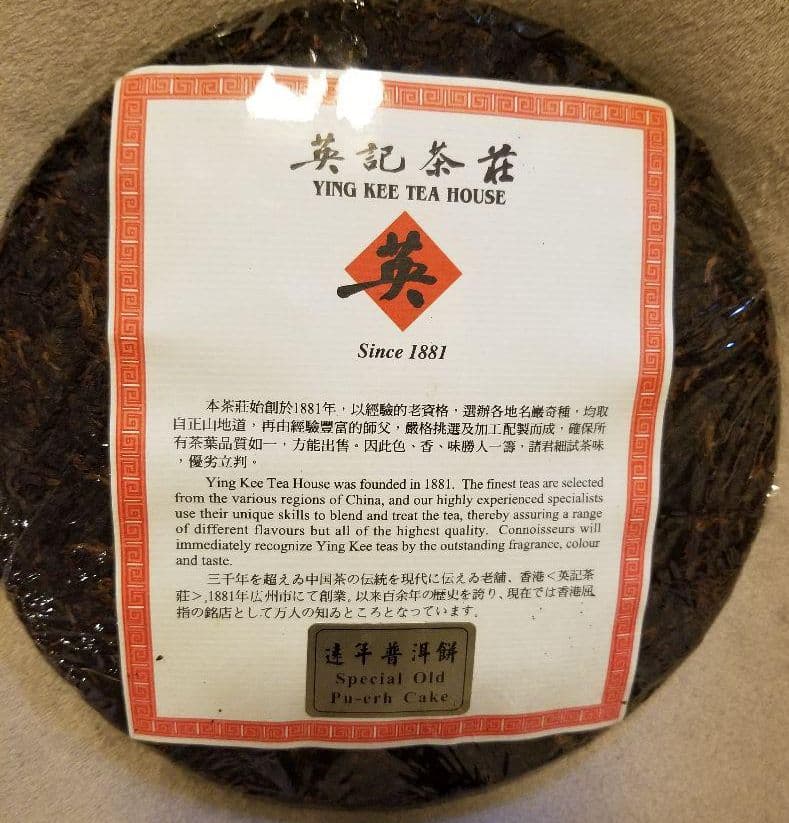 英記茶莊
YING KEE TEA HOUSE
英
Since 1881
本茶莊始創於1881年，以經驗的老資格，選辦各地名巖奇種，均取
自正山地道，再由經驗豐富的師父，嚴格挑選及加工配製而成，確保所
有茶葉品質如一，方能出售。因此色、香、味勝人一籌，諸君細試茶味
，優劣立判。
Ying Kee Tea House was founded in 1881. The finest teas are selected
from the various regions of China, and our highly experienced specialists
use their unique skills to blend and treat the tea, thereby assuring a range
of different flavours but all of the highest quality. Connoisseurs will
immediately recognize Ying Kee teas by the outstanding fragrance, colour
and taste.
三千年を超えゐ中国茶の伝統を現代に伝えゐ老舗、香港<英記茶
莊>,1881年広州市にて創業。以来百余年の歴史を誇り、現在では香港風
指の銘店として万人の知ゐところとなっています。
遠年普洱餅
Special Old
Pu-erh Cake